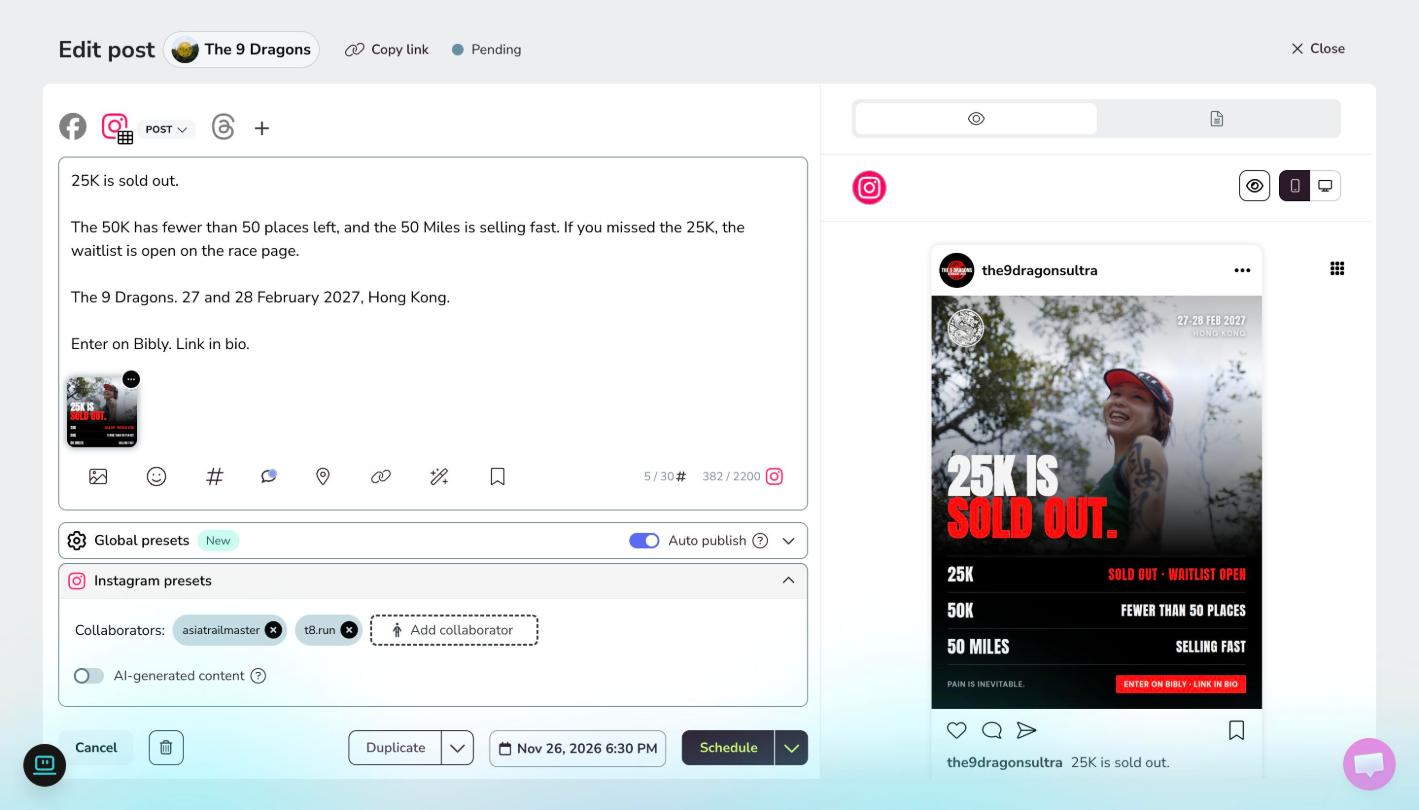 Edit post
The 9 Dragons
Copy link
Pending
Close
POST
25K is sold out.
The 50K has fewer than 50 places left, and the 50 Miles is selling fast. If you missed the 25K, the
waitlist is open on the race page.
The 9 Dragons. 27 and 28 February 2027, Hong Kong.
Enter on Bibly. Link in bio.
25K IS
SOLD OUT.
5 / 30 #
382 / 2200
Global presets
New
Auto publish
Instagram presets
Collaborators:
asiatrailmaster
t8.run
Add collaborator
AI-generated content
Cancel
Duplicate
Nov 26, 2026 6:30 PM
Schedule
the9dragonsultra
27-28 FEB 2027
HONG KONG
25K IS
SOLD OUT.
25K SOLD OUT · WAITLIST OPEN
50K FEWER THAN 50 PLACES
50 MILES SELLING FAST
PAIN IS INEVITABLE.
ENTER ON BIBLY · LINK IN BIO
the9dragonsultra 25K is sold out.